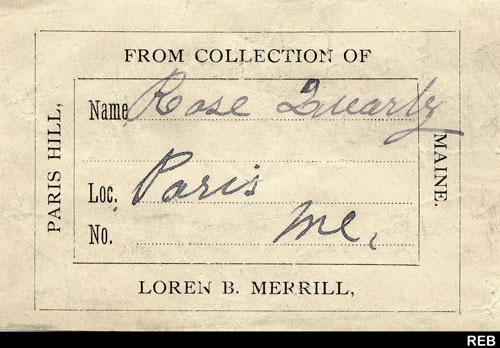 FROM COLLECTION OF
PARIS HILL,
Name Rose Quartz
Loc. Paris
No. Me,
MAINE.
LOREN B. MERRILL,
REB